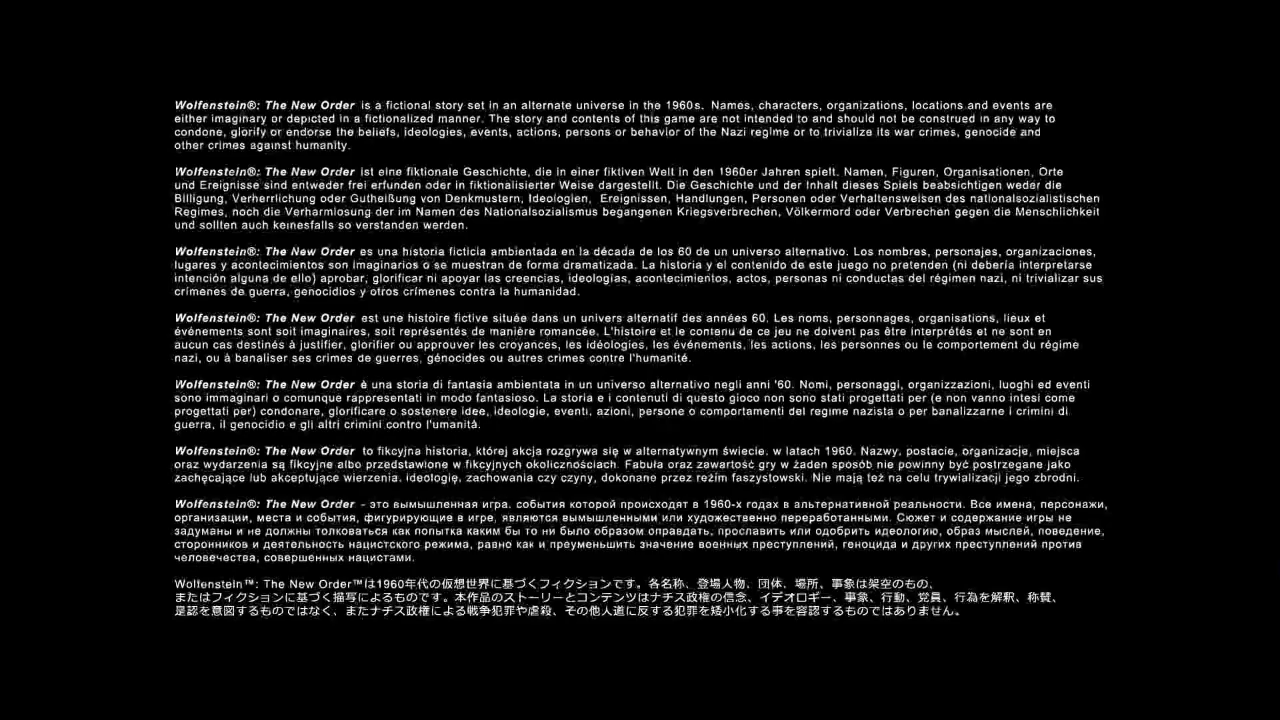 Wolfenstein®: The New Order is a fictional story set in an alternate universe in the 1960s. Names, characters, organizations, locations and events are
either imaginary or depicted in a fictionalized manner. The story and contents of this game are not intended to and should not be construed in any way to
condone, glorify or endorse the beliefs, ideologies, events, actions, persons or behavior of the Nazi regime or to trivialize its war crimes, genocide and
other crimes against humanity.
Wolfenstein®: The New Order ist eine fiktionale Geschichte, die in einer fiktiven Welt in den 1960er Jahren spielt. Namen, Figuren, Organisationen, Orte
und Ereignisse sind entweder frei erfunden oder in fiktionalisierter Weise dargestellt. Die Geschichte und der Inhalt dieses Spiels beabsichtigen weder die
Billigung, Verherrlichung oder Gutheißung von Denkmustern, Ideologien, Ereignissen, Handlungen, Personen oder Verhaltensweisen des nationalsozialistischen
Regimes, noch die Verharmlosung der im Namen des Nationalsozialismus begangenen Kriegsverbrechen, Völkermord oder Verbrechen gegen die Menschlichkeit
und sollten auch keinesfalls so verstanden werden.
Wolfenstein®: The New Order es una historia ficticia ambientada en la década de los 60 de un universo alternativo. Los nombres, personajes, organizaciones,
lugares y acontecimientos son imaginarios o se muestran de forma dramatizada. La historia y el contenido de este juego no pretenden (ni debería interpretarse
intención alguna de ello) aprobar, glorificar ni apoyar las creencias, ideologías, acontecimientos, actos, personas ni conductas del régimen nazi, ni trivializar sus
crímenes de guerra, genocidios y otros crímenes contra la humanidad.
Wolfenstein®: The New Order est une histoire fictive située dans un univers alternatif des années 60. Les noms, personnages, organisations, lieux et
événements sont soit imaginaires, soit représentés de manière romancée. L'histoire et le contenu de ce jeu ne doivent pas être interprétés et ne sont en
aucun cas destinés à justifier, glorifier ou approuver les croyances, les idéologies, les événements, les actions, les personnes ou le comportement du régime
nazi, ou à banaliser ses crimes de guerres, génocides ou autres crimes contre l'humanité.
Wolfenstein®: The New Order è una storia di fantasia ambientata in un universo alternativo negli anni '60. Nomi, personaggi, organizzazioni, luoghi ed eventi
sono immaginari o comunque rappresentati in modo fantasioso. La storia e i contenuti di questo gioco non sono stati progettati per (e non vanno intesi come
progettati per) condonare, glorificare o sostenere idee, ideologie, eventi, azioni, persone o comportamenti del regime nazista o per banalizzarne i crimini di
guerra, il genocidio e gli altri crimini contro l'umanità.
Wolfenstein®: The New Order to fikcyjna historia, której akcja rozgrywa się w alternatywnym świecie. w latach 1960. Nazwy, postacie, organizacje, miejsca
oraz wydarzenia są fikcyjne albo przedstawione w fikcyjnych okolicznościach. Fabuła oraz zawartość gry w żaden sposób nie powinny być postrzegane jako
zachęcające lub akceptujące wierzenia. ideologię, zachowania czy czyny, dokonane przez reżim faszystowski. Nie mają też na celu trywializacji jego zbrodni.
Wolfenstein®: The New Order - это вымышленная игра. события которой происходят в 1960-х годах в альтернативной реальности. Все имена, персонажи,
организации, места и события, фигурирующие в игре, являются вымышленными или художественно переработанными. Сюжет и содержание игры не
задуманы и не должны толковаться как попытка каким бы то ни было образом оправдать, прославить или одобрить идеологию, образ мыслей, поведение,
сторонников и деятельность нацистского режима, равно как и преуменьшить значение военных преступлений, геноцида и других преступлений против
человечества, совершенных нацистами.
Wolfenstein™: The New Order™は1960年代の仮想世界に基づくフィクションです。各名称、登場人物、団体、場所、事象は架空のもの、
またはフィクションに基づく描写によるものです。本作品のストーリーとコンテンツはナチス政権の信念、イデオロギー、事象、行動、党員、行為を解釈、称賛、
是認を意図するものではなく、またナチス政権による戦争犯罪や虐殺、その他人道に反する犯罪を矮小化する事を容認するものではありません。